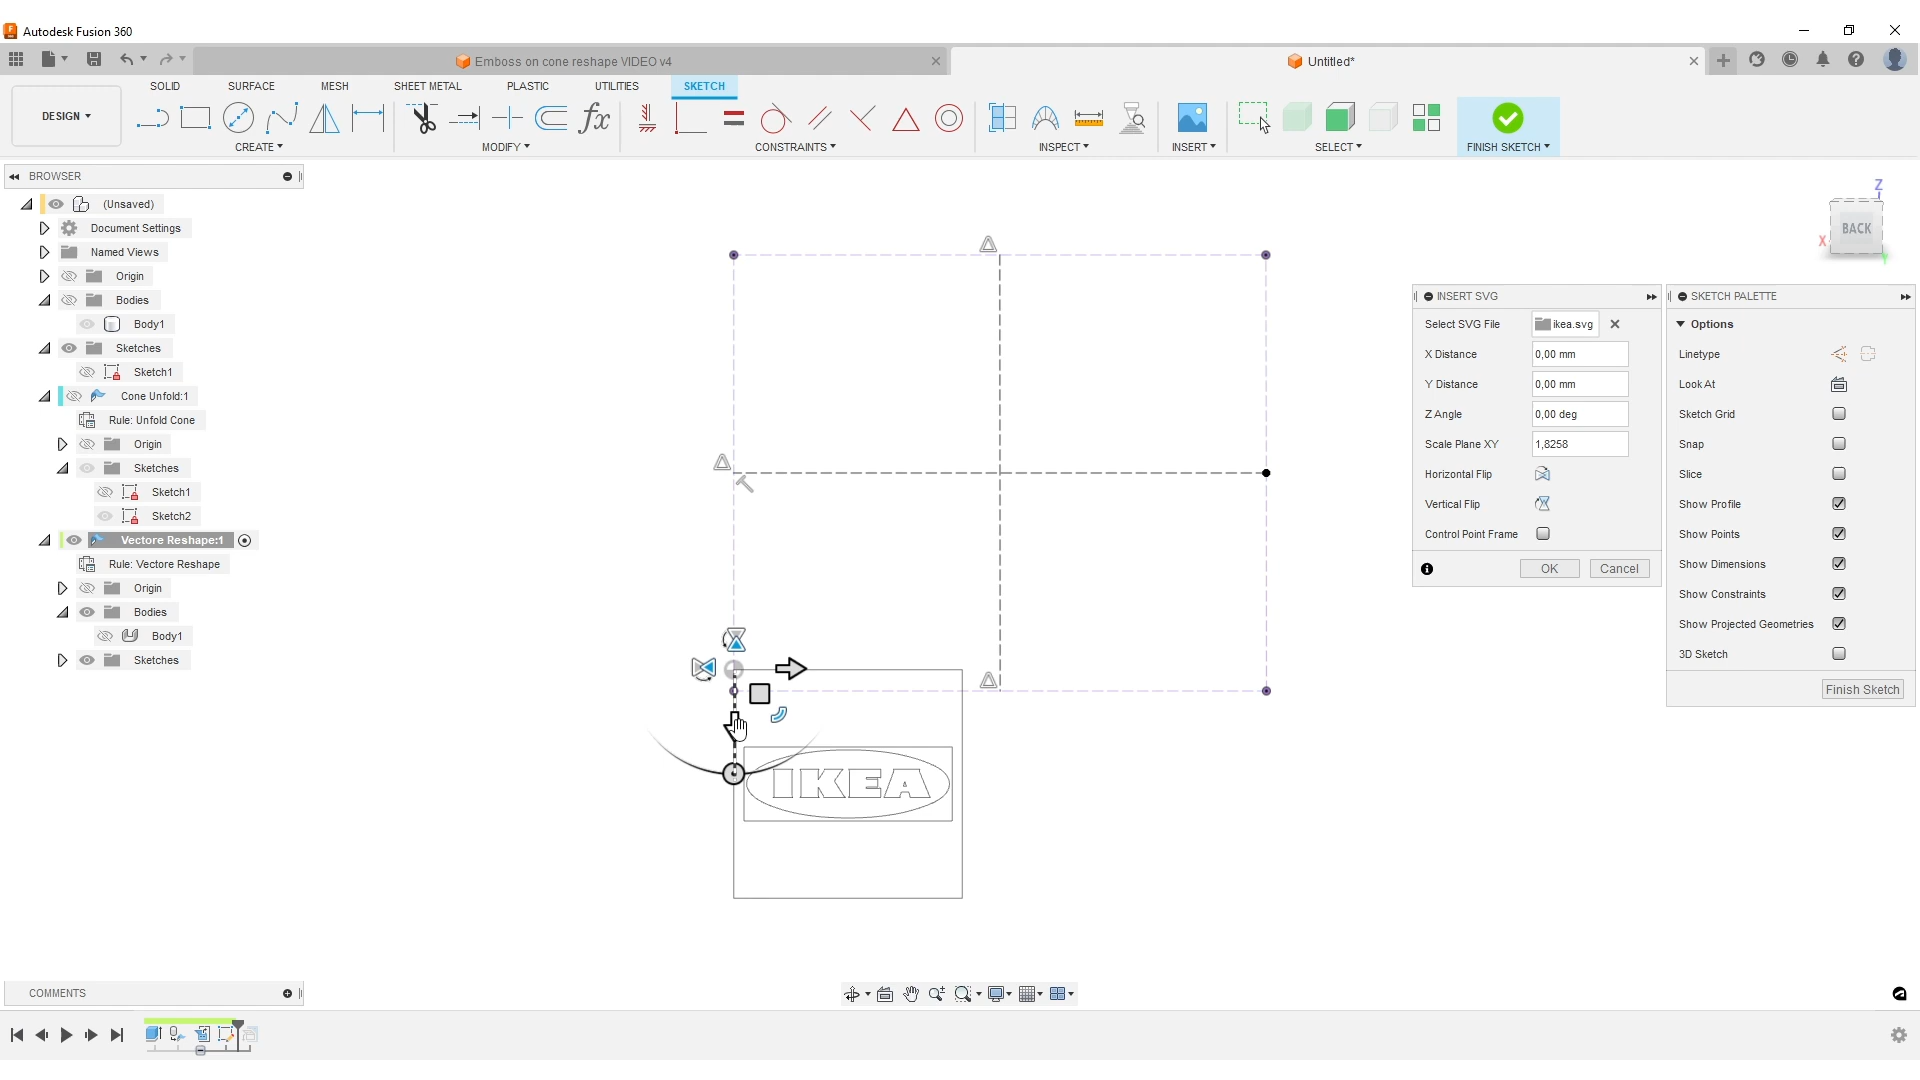 Autodesk Fusion 360
Emboss on cone reshape VIDEO v4
Untitled*
SOLID SURFACE MESH SHEET METAL PLASTIC UTILITIES SKETCH
DESIGN
fx
CREATE MODIFY CONSTRAINTS INSPECT INSERT SELECT FINISH SKETCH
BROWSER
(Unsaved)
Document Settings
Named Views
Origin
Bodies
Body1
Sketches
Sketch1
Cone Unfold:1
Rule: Unfold Cone
Origin
Sketches
Sketch1
Sketch2
Vectore Reshape:1
Rule: Vectore Reshape
Origin
Bodies
Body1
Sketches
Z
BACK
X
Y
INSERT SVG
Select SVG File ikea.svg
X Distance 0,00 mm
Y Distance 0,00 mm
Z Angle 0,00 deg
Scale Plane XY 1,8258
Horizontal Flip
Vertical Flip
Control Point Frame
OK Cancel
SKETCH PALETTE
Options
Linetype
Look At
Sketch Grid
Snap
Slice
Show Profile
Show Points
Show Dimensions
Show Constraints
Show Projected Geometries
3D Sketch
Finish Sketch
IKEA
COMMENTS